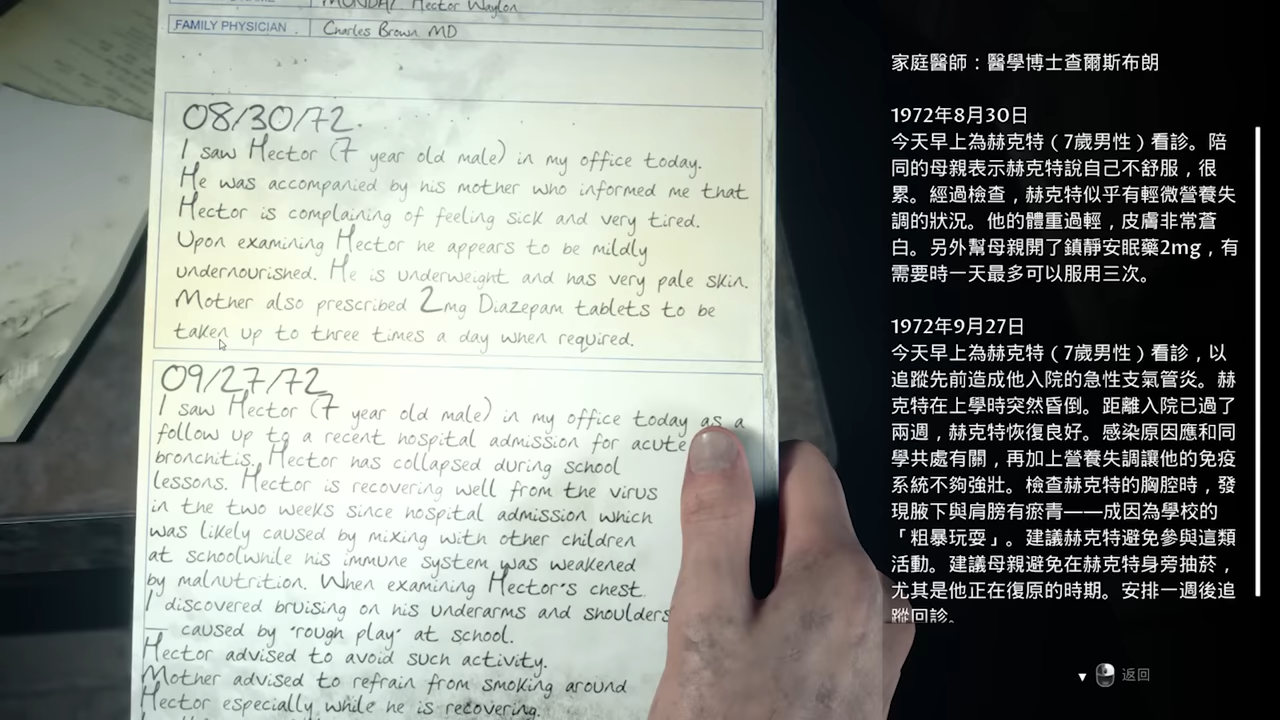 MUNDAY Hector Waylon
FAMILY PHYSICIAN
Charles Brown MD
08/30/72.
I saw Hector (7 year old male) in my office today.
He was accompanied by his mother who informed me that
Hector is complaining of feeling sick and very tired.
Upon examining Hector he appears to be mildly
undernourished. He is underweight and has very pale skin.
Mother also prescribed 2mg Diazepam tablets to be
taken up to three times a day when required.
09/27/72
I saw Hector (7 year old male) in my office today as a
follow up to a recent hospital admission for acute
bronchitis. Hector has collapsed during school
lessons. Hector is recovering well from the virus
in the two weeks since hospital admission which
was likely caused by mixing with other children
at schoolwhile his immune system was weakened
by malnutrition. When examining Hector's chest
I discovered bruising on his underarms and shoulders
— caused by "rough play" at school.
Hector advised to avoid such activity.
Mother advised to refrain from smoking around
Hector especially while he is recovering.
家庭醫師：醫學博士查爾斯布朗
1972年8月30日
今天早上為赫克特（7歲男性）看診。陪
同的母親表示赫克特說自己不舒服，很
累。經過檢查，赫克特似乎有輕微營養失
調的狀況。他的體重過輕，皮膚非常蒼
白。另外幫母親開了鎮靜安眠藥2mg，有
需要時一天最多可以服用三次。
1972年9月27日
今天早上為赫克特（7歲男性）看診，以
追蹤先前造成他入院的急性支氣管炎。赫
克特在上學時突然昏倒。距離入院已過了
兩週，赫克特恢復良好。感染原因應和同
學共處有關，再加上營養失調讓他的免疫
系統不夠強壯。檢查赫克特的胸腔時，發
現腋下與肩膀有瘀青——成因為學校的
「粗暴玩耍」。建議赫克特避免參與這類
活動。建議母親避免在赫克特身旁抽菸，
尤其是他正在復原的時期。安排一週後追
蹤回診。
返回